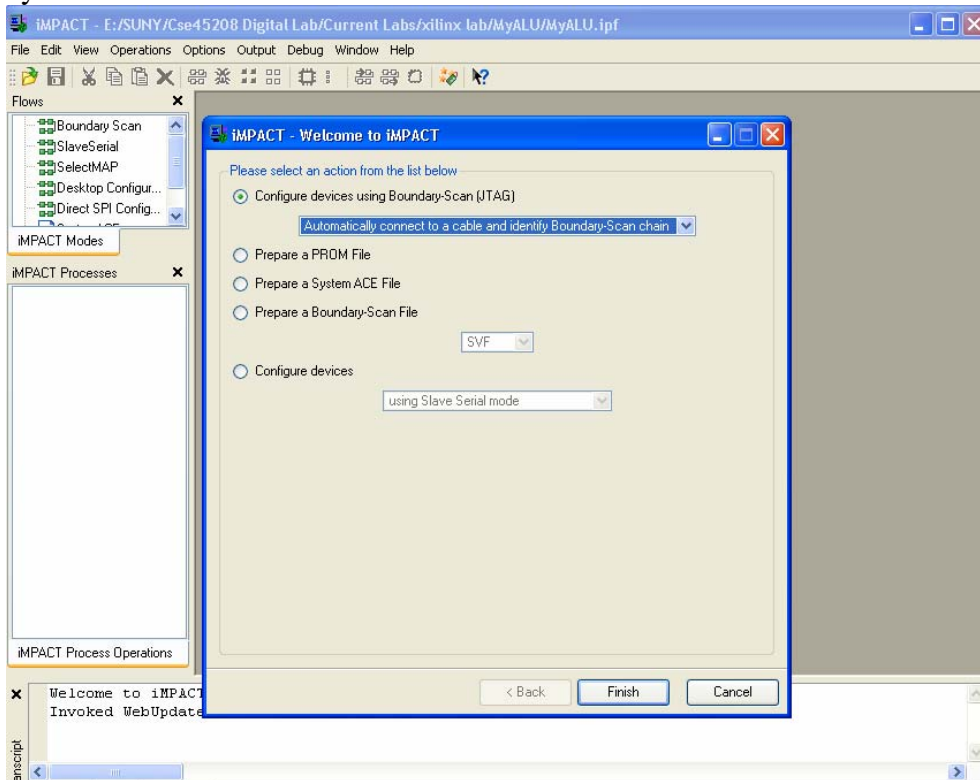 iMPACT - E:/SUNY/Cse45208 Digital Lab/Current Labs/xilinx lab/MyALU/MyALU.ipf
File Edit View Operations Options Output Debug Window Help
Flows
Boundary Scan
SlaveSerial
SelectMAP
Desktop Configur...
Direct SPI Config...
iMPACT Modes
iMPACT Processes
iMPACT Process Operations
iMPACT - Welcome to iMPACT
Please select an action from the list below
Configure devices using Boundary-Scan (JTAG)
Automatically connect to a cable and identify Boundary-Scan chain
Prepare a PROM File
Prepare a System ACE File
Prepare a Boundary-Scan File
SVF
Configure devices
using Slave Serial mode
< Back Finish Cancel
Welcome to iMPACT
Invoked WebUpdate